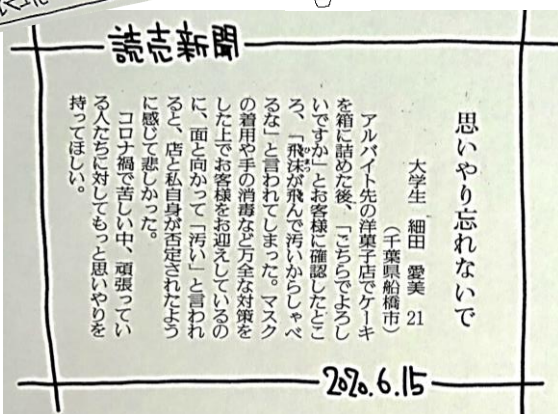 読売新聞
思いやり忘れないで
大学生 細田 愛美 21
(千葉県船橋市)
アルバイト先の洋菓子店でケーキ
を箱に詰めた後、「こちらでよろし
いですか」とお客様に確認したとこ
ろ、「飛沫が飛んで汚いからしゃべ
るな」と言われてしまった。マスク
の着用や手の消毒など万全な対策を
した上でお客様をお迎えしているの
に、面と向かって「汚い」と言われ
ると、店と私自身が否定されたよう
に感じて悲しかった。
コロナ禍で苦しい中、頑張ってい
る人たちに対してもっと思いやりを
持ってほしい。
2020.6.15